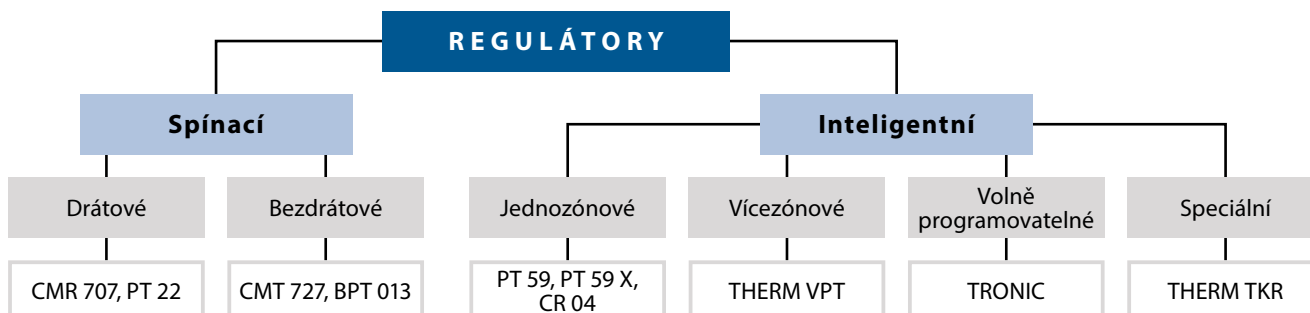 REGULÁTORY
Spínací
Inteligentní
Drátové
Bezdrátové
Jednozónové
Vícezónové
Volně
programovatelné
Speciální
CMR 707, PT 22
CMT 727, BPT 013
PT 59, PT 59 X,
CR 04
THERM VPT
TRONIC
THERM TKR